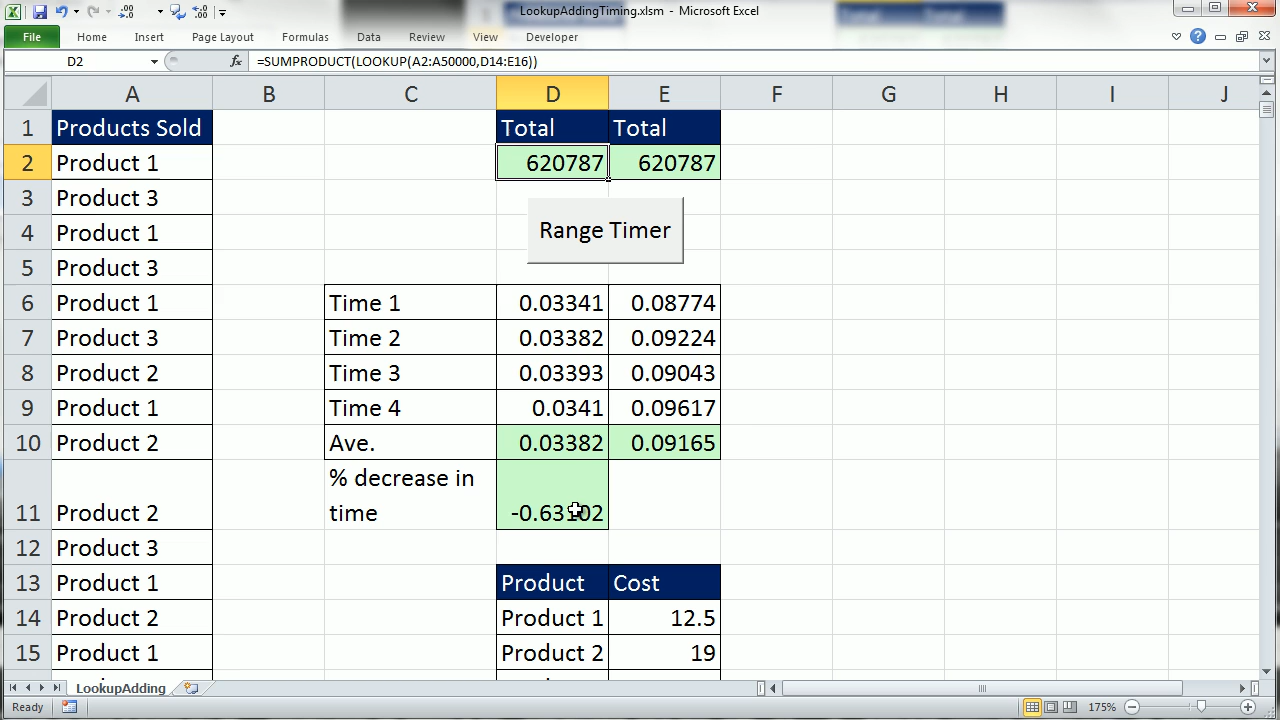 LookupAddingTiming.xlsm - Microsoft Excel
File Home Insert Page Layout Formulas Data Review View Developer
D2 fx =SUMPRODUCT(LOOKUP(A2:A50000,D14:E16))
A B C D E F G H I J
1 Products Sold Total Total
2 Product 1 620787 620787
3 Product 3
Range Timer
4 Product 1
5 Product 3
6 Product 1 Time 1 0.03341 0.08774
7 Product 3 Time 2 0.03382 0.09224
8 Product 2 Time 3 0.03393 0.09043
9 Product 1 Time 4 0.0341 0.09617
10 Product 2 Ave. 0.03382 0.09165
% decrease in
11 Product 2 time -0.63102
12 Product 3
13 Product 1 Product Cost
14 Product 2 Product 1 12.5
15 Product 1 Product 2 19
LookupAdding
Ready 175%